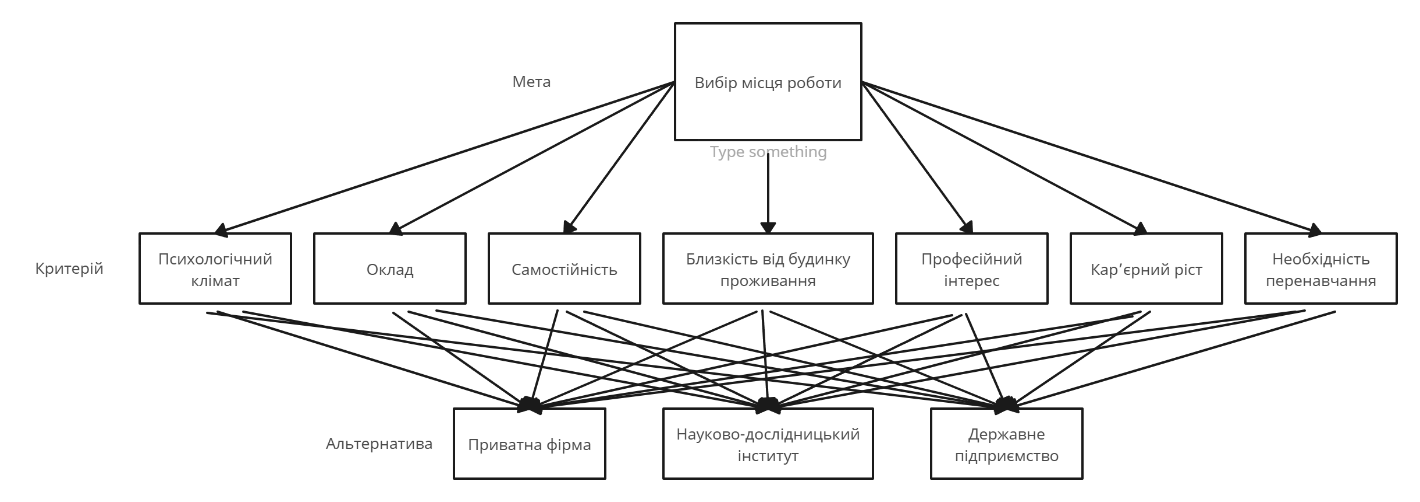 Мета
Вибір місця роботи
Type something
Критерій
Психологічний
клімат
Оклад
Самостійність
Близкість від будинку
проживання
Професійний
інтерес
Кар’єрний ріст
Необхідність
перенавчання
Альтернатива
Приватна фірма
Науково-дослідницький
інститут
Державне
підприємство